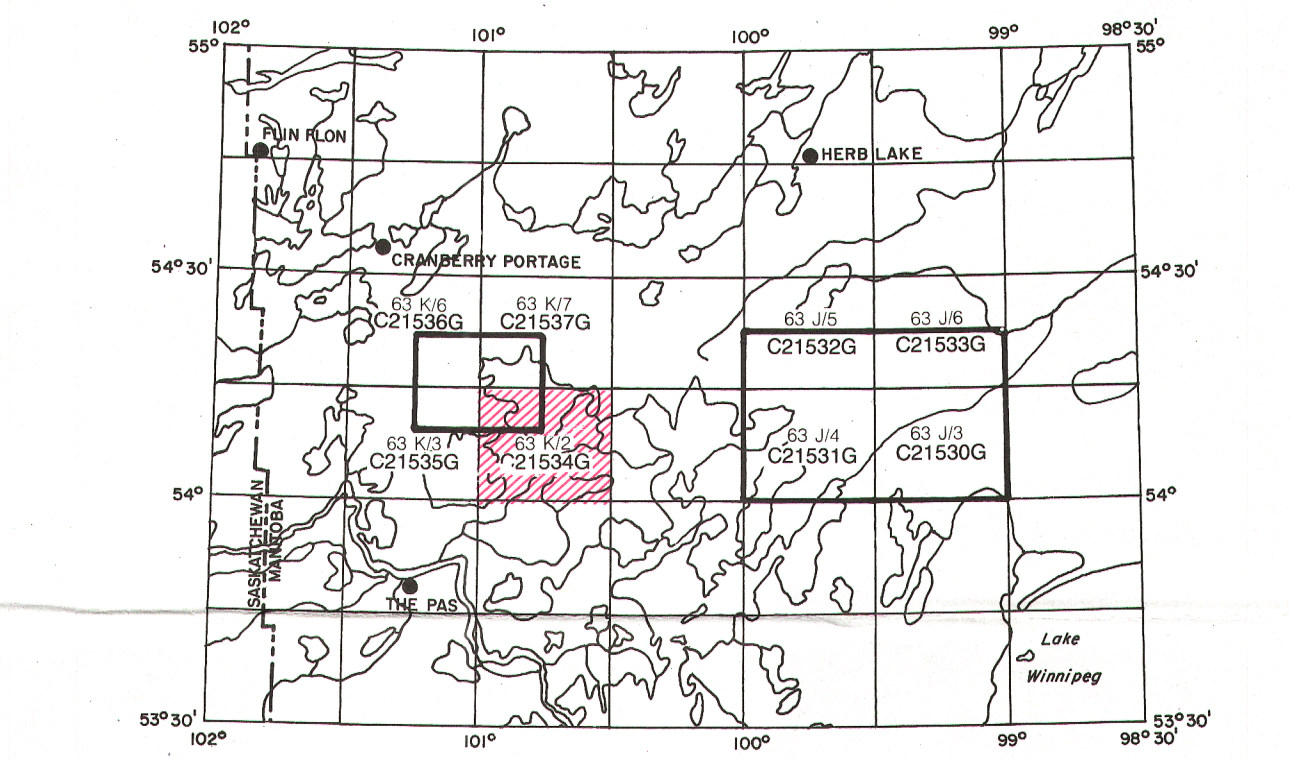 102° 101° 100° 99° 98°30'
55° 55°
FLIN FLON
HERB LAKE
CRANBERRY PORTAGE
54°30' 54°30'
63 K/6 63 K/7 63 J/5 63 J/6
C21536G C21537G C21532G C21533G
63 K/3 63 K/2 63 J/4 63 J/3
C21535G C21534G C21531G C21530G
54° 54°
SASKATCHEWAN
MANITOBA
THE PAS
Lake
Winnipeg
53°30' 53°30'
102° 101° 100° 99° 98°30'